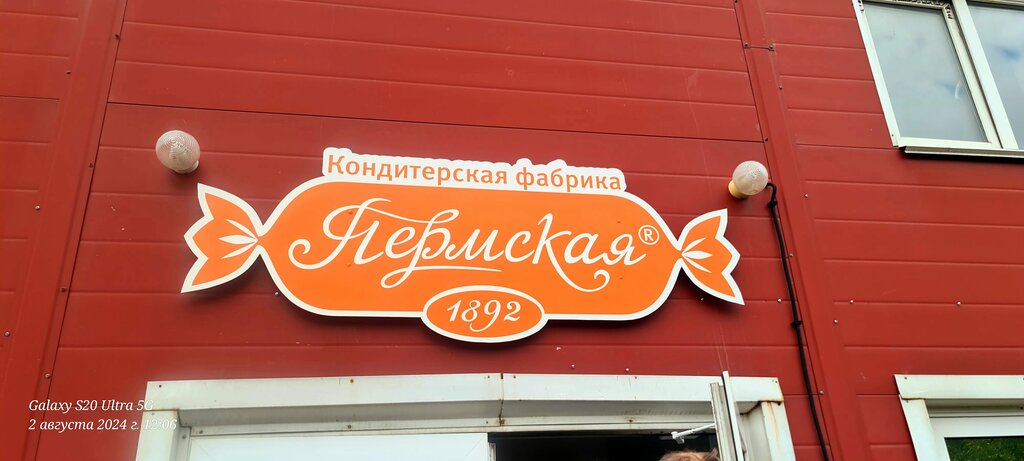 Кондитерская фабрика
Пермская®
1892
Galaxy S20 Ultra 5G
2 августа 2024 г. 12:06